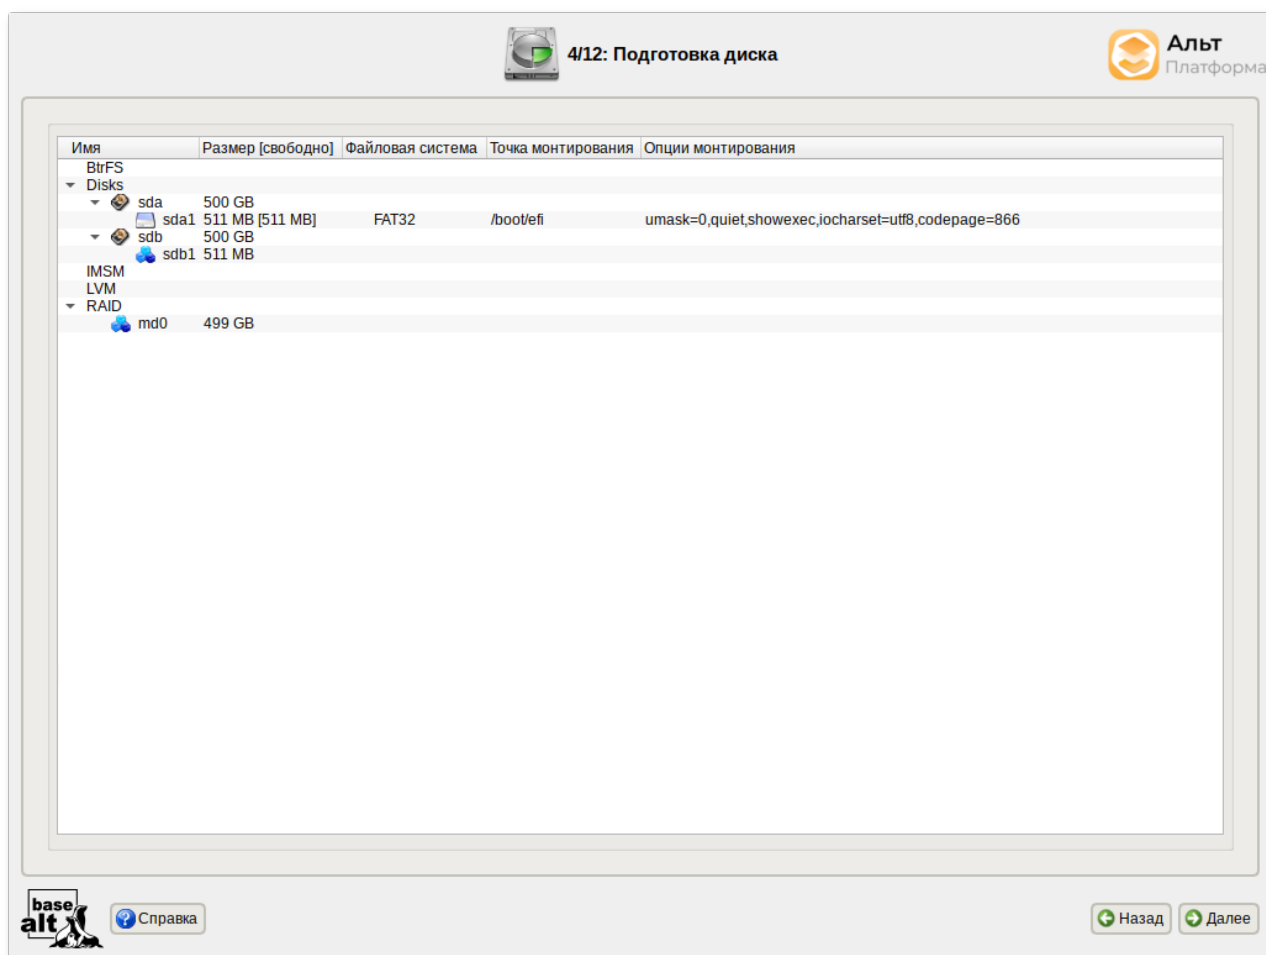 4/12: Подготовка диска
Альт
Платформа
Имя Размер [свободно] Файловая система Точка монтирования Опции монтирования
BtrFS
Disks
sda 500 GB
sda1 511 MB [511 MB] FAT32 /boot/efi umask=0,quiet,showexec,iocharset=utf8,codepage=866
sdb 500 GB
sdb1 511 MB
IMSM
LVM
RAID
md0 499 GB
base
alt
Справка
Назад
Далее